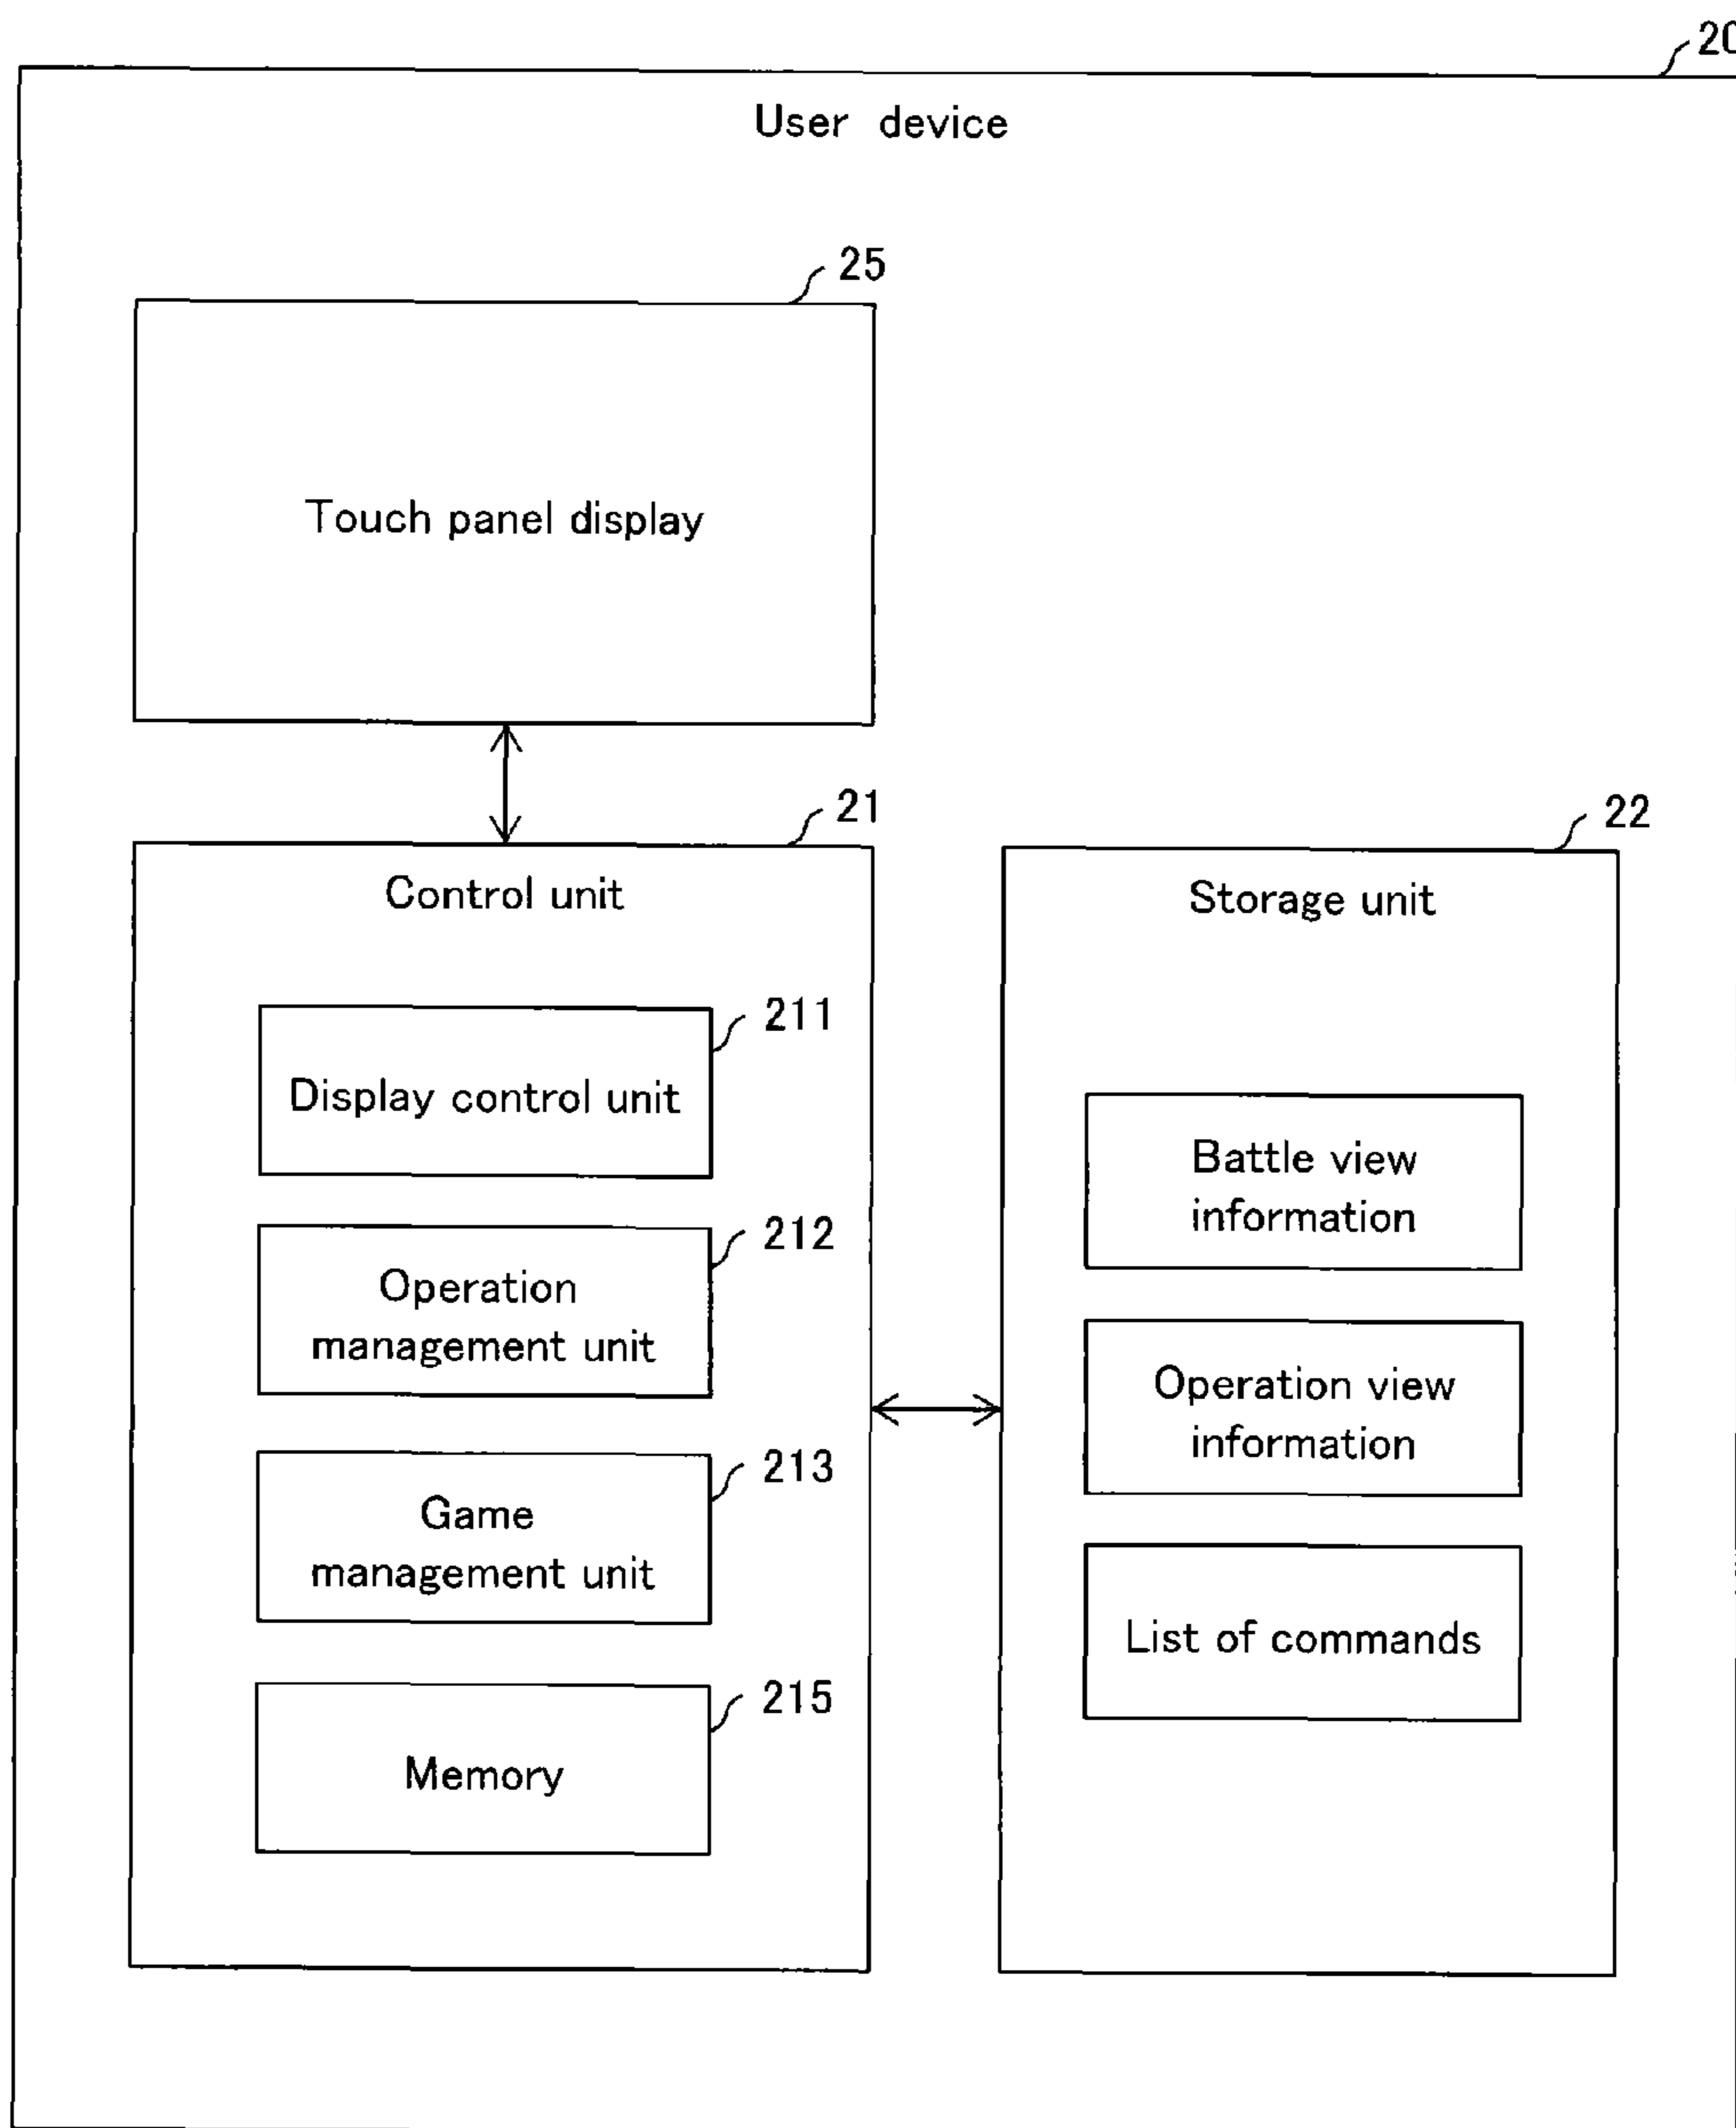 20
User device
25
Touch panel display
21
Control unit
211
Display control unit
212
Operation
management unit
213
Game
management unit
215
Memory
22
Storage unit
Battle view
information
Operation view
information
List of commands